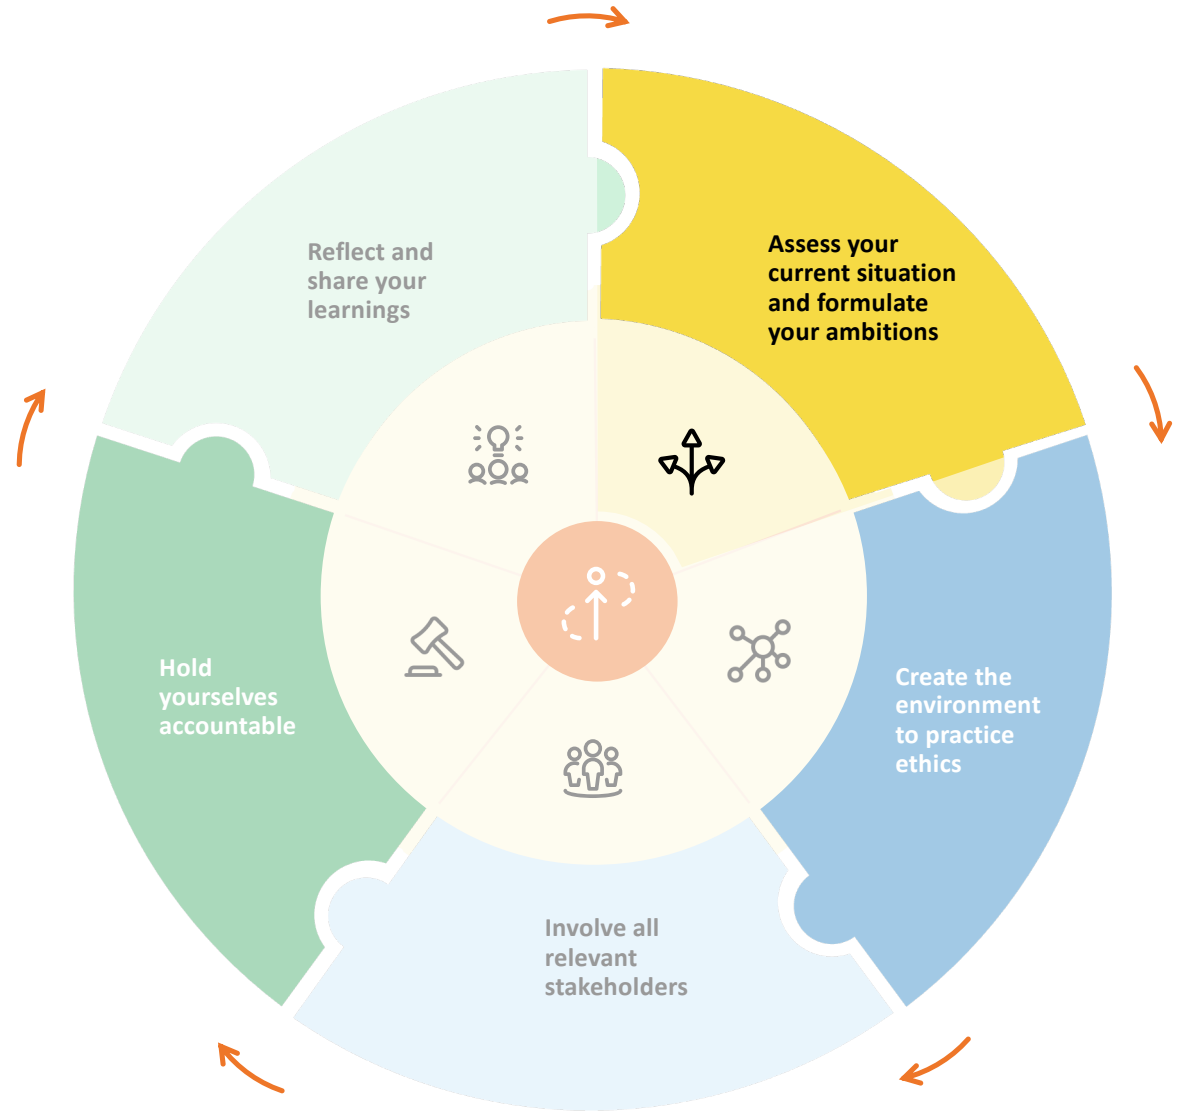 Assess your
current situation
and formulate
your ambitions
Create the
environment
to practice
ethics
Involve all
relevant
stakeholders
Hold
yourselves
accountable
Reflect and
share your
learnings